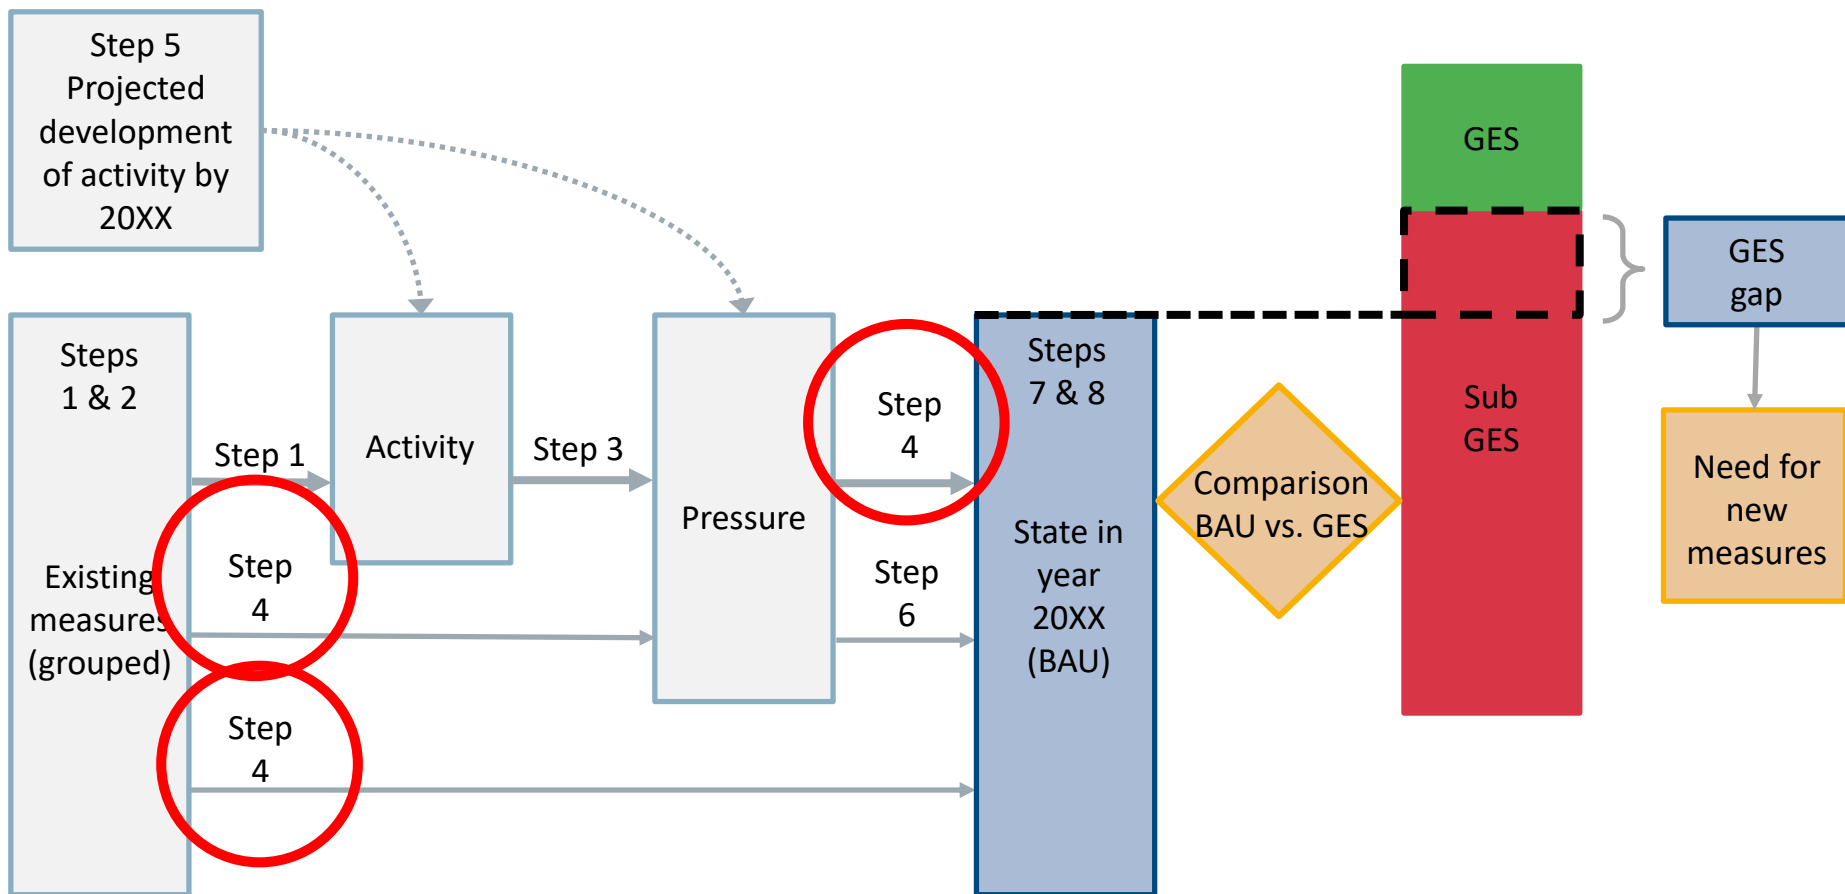 Step 5
Projected
development
of activity by
20XX
Steps
1 & 2
Existing
measures
(grouped)
Step 1
Step
4
Step
4
Activity
Step 3
Pressure
Step
4
Step
6
Steps
7 & 8
State in
year
20XX
(BAU)
Comparison
BAU vs. GES
GES
Sub
GES
GES
gap
Need for
new
measures